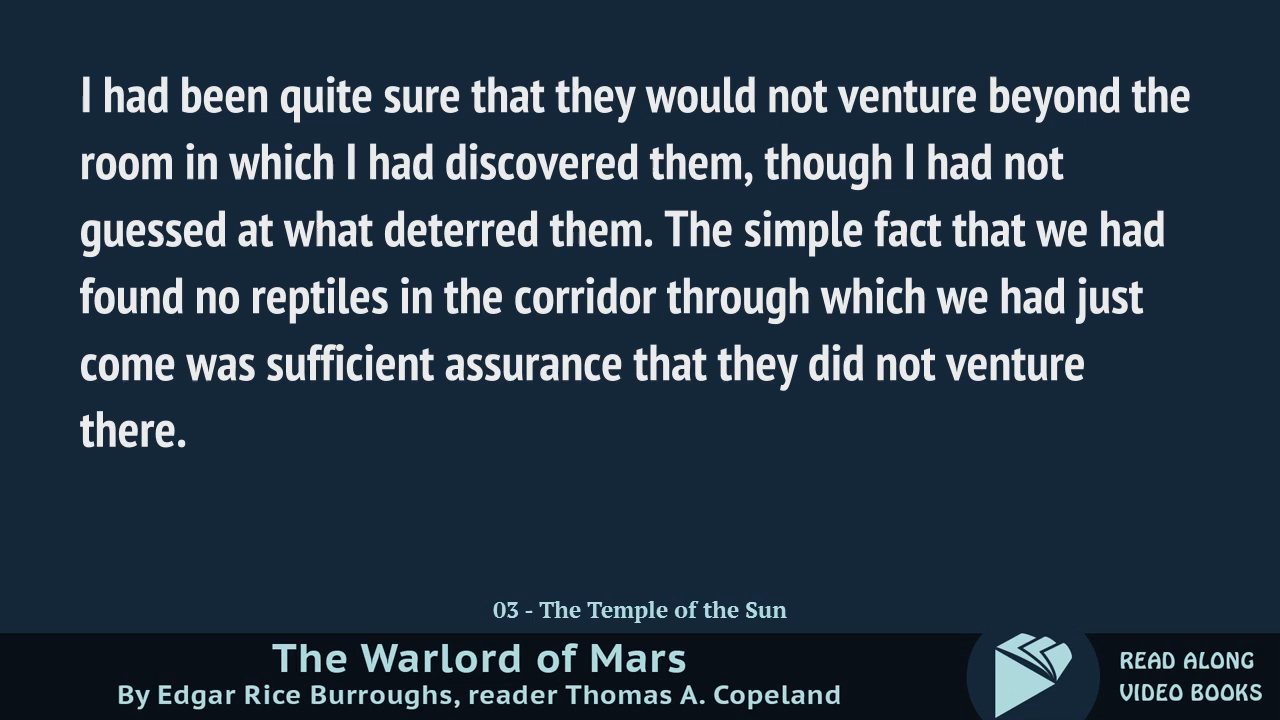 I had been quite sure that they would not venture beyond the
room in which I had discovered them, though I had not
guessed at what deterred them. The simple fact that we had
found no reptiles in the corridor through which we had just
come was sufficient assurance that they did not venture
there.
03 - The Temple of the Sun
The Warlord of Mars
By Edgar Rice Burroughs, reader Thomas A. Copeland
READ ALONG
VIDEO BOOKS